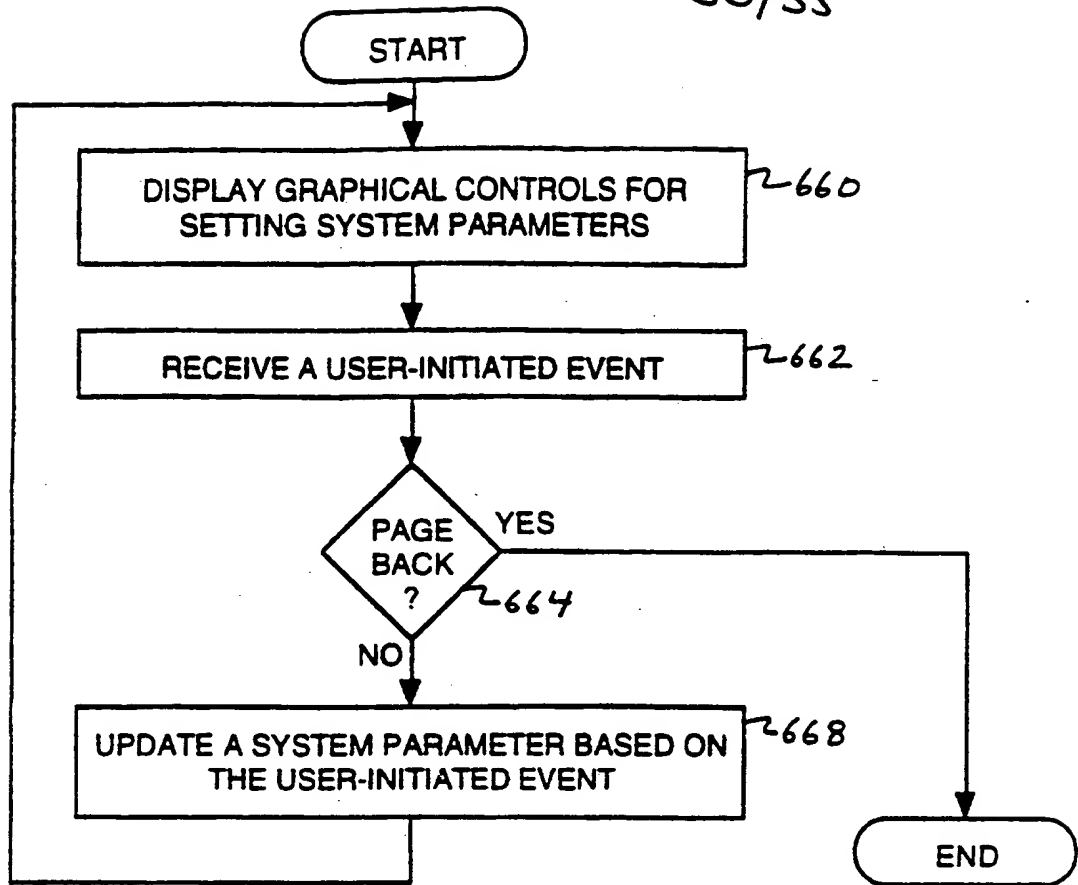 START
DISPLAY GRAPHICAL CONTROLS FOR
SETTING SYSTEM PARAMETERS
660
RECEIVE A USER-INITIATED EVENT
662
PAGE
BACK
?
YES
664
NO
UPDATE A SYSTEM PARAMETER BASED ON
THE USER-INITIATED EVENT
668
END